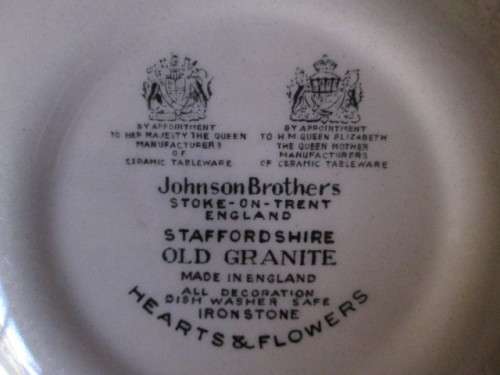 BY APPOINTMENT
TO HER MAJESTY THE QUEEN
MANUFACTURERS
OF
CERAMIC TABLEWARE
BY APPOINTMENT
TO H.M QUEEN ELIZABETH
THE QUEEN MOTHER
MANUFACTURERS
OF CERAMIC TABLEWARE
Johnson Brothers
STOKE-ON-TRENT
ENGLAND
STAFFORDSHIRE
OLD GRANITE
MADE IN ENGLAND
ALL DECORATION
DISH WASHER SAFE
IRONSTONE
HEARTS & FLOWERS